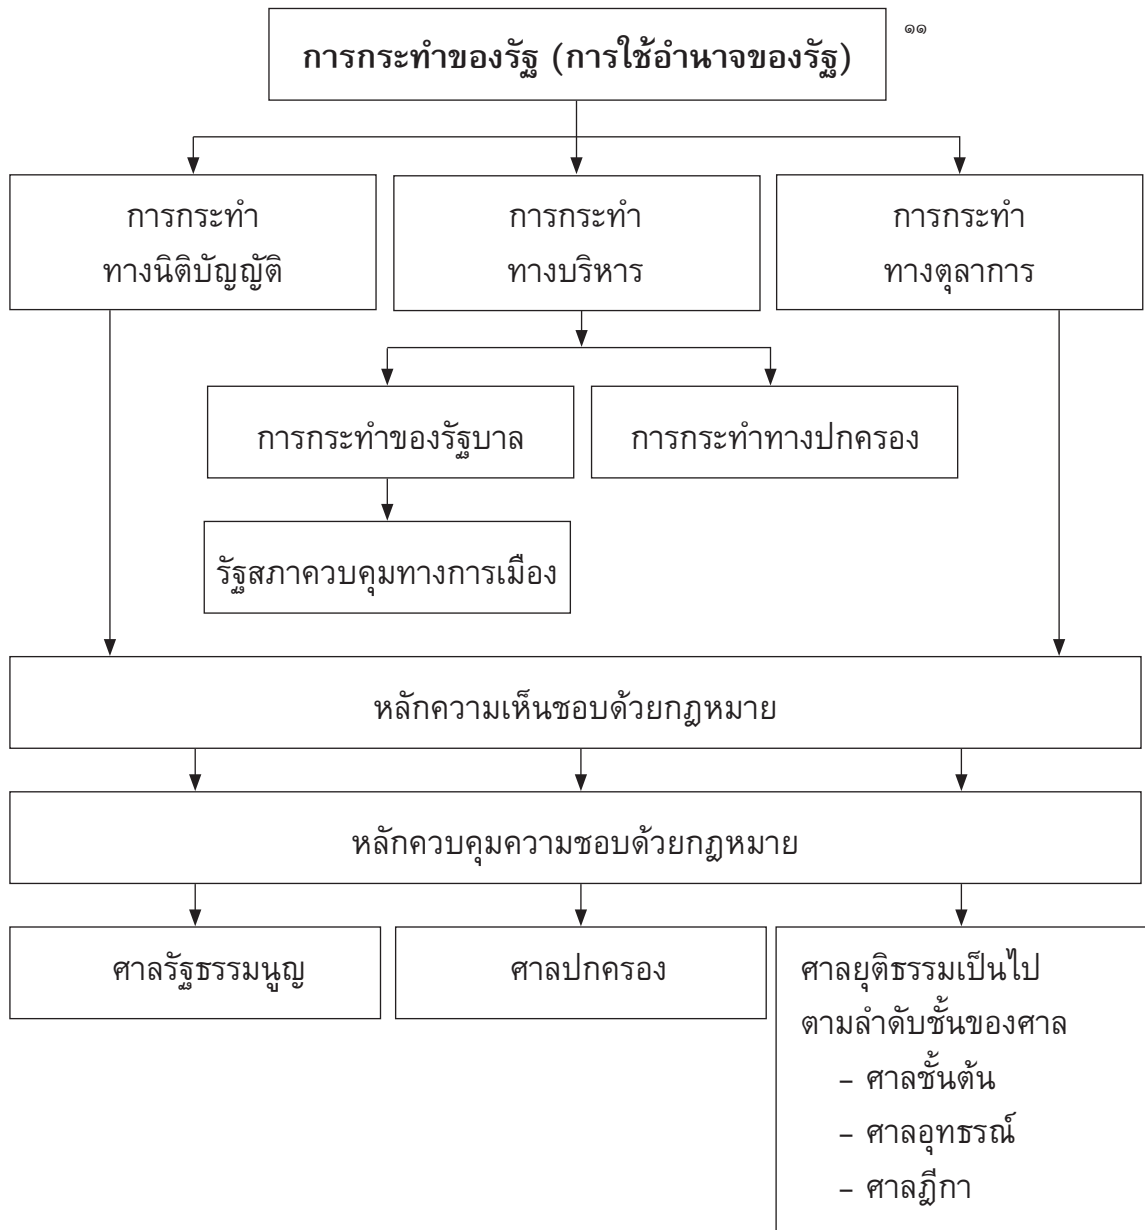 การกระทำของรัฐ (การใช้อำนาจของรัฐ) ๑๑
การกระทำ
ทางนิติบัญญัติ
การกระทำ
ทางบริหาร
การกระทำ
ทางตุลาการ
การกระทำของรัฐบาล
การกระทำทางปกครอง
รัฐสภาควบคุมทางการเมือง
หลักความเห็นชอบด้วยกฎหมาย
หลักควบคุมความชอบด้วยกฎหมาย
ศาลรัฐธรรมนูญ
ศาลปกครอง
ศาลยุติธรรมเป็นไป
ตามลำดับชั้นของศาล
– ศาลชั้นต้น
– ศาลอุทธรณ์
– ศาลฎีกา